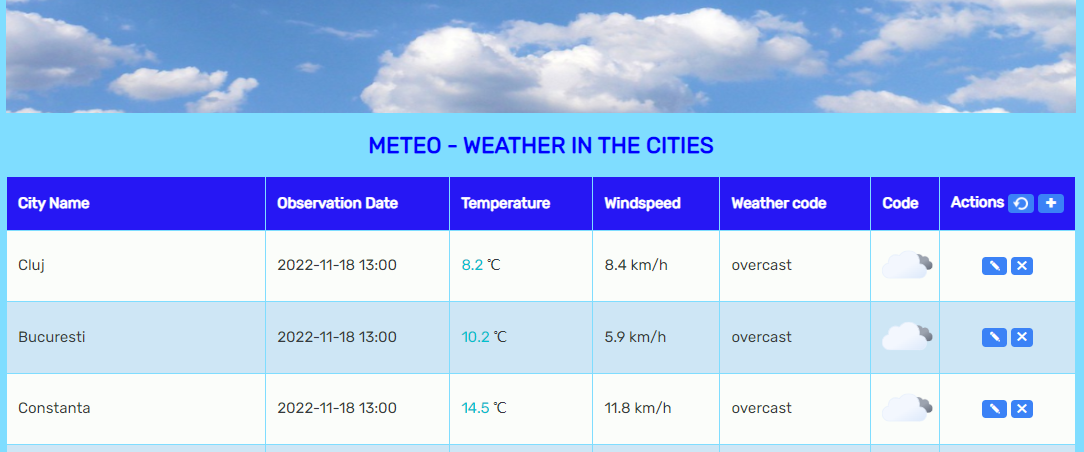 METEO - WEATHER IN THE CITIES
City Name Observation Date Temperature Windspeed Weather code Code Actions
Cluj 2022-11-18 13:00 8.2 ℃ 8.4 km/h overcast
Bucuresti 2022-11-18 13:00 10.2 ℃ 5.9 km/h overcast
Constanta 2022-11-18 13:00 14.5 ℃ 11.8 km/h overcast